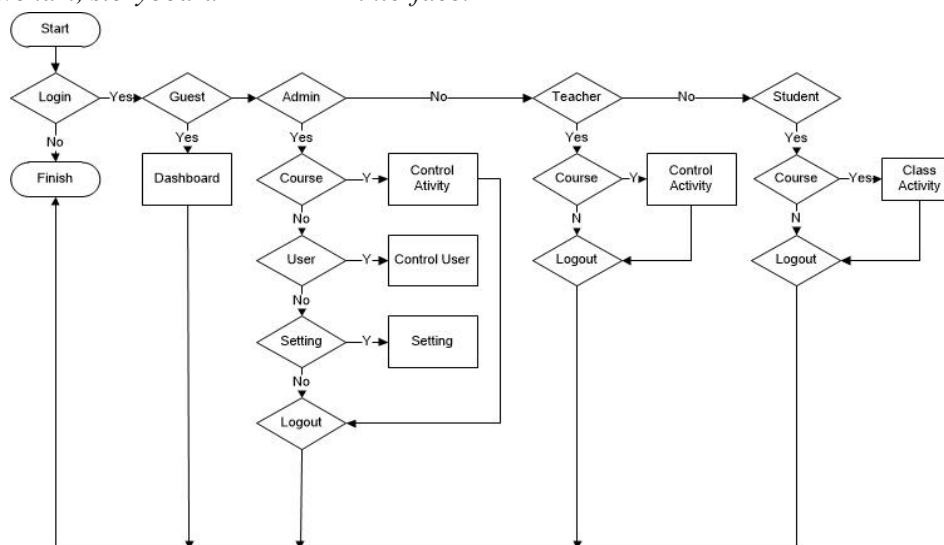 Start
Login
Yes
Guest
Admin
No
Teacher
No
Student
No
Yes
Yes
Yes
Yes
Finish
Dashboard
Course
Y
Control
Ativity
Course
Y
Control
Activity
Course
Yes
Class
Activity
No
N
N
User
Y
Control User
Logout
Logout
No
Setting
Y
Setting
No
Logout